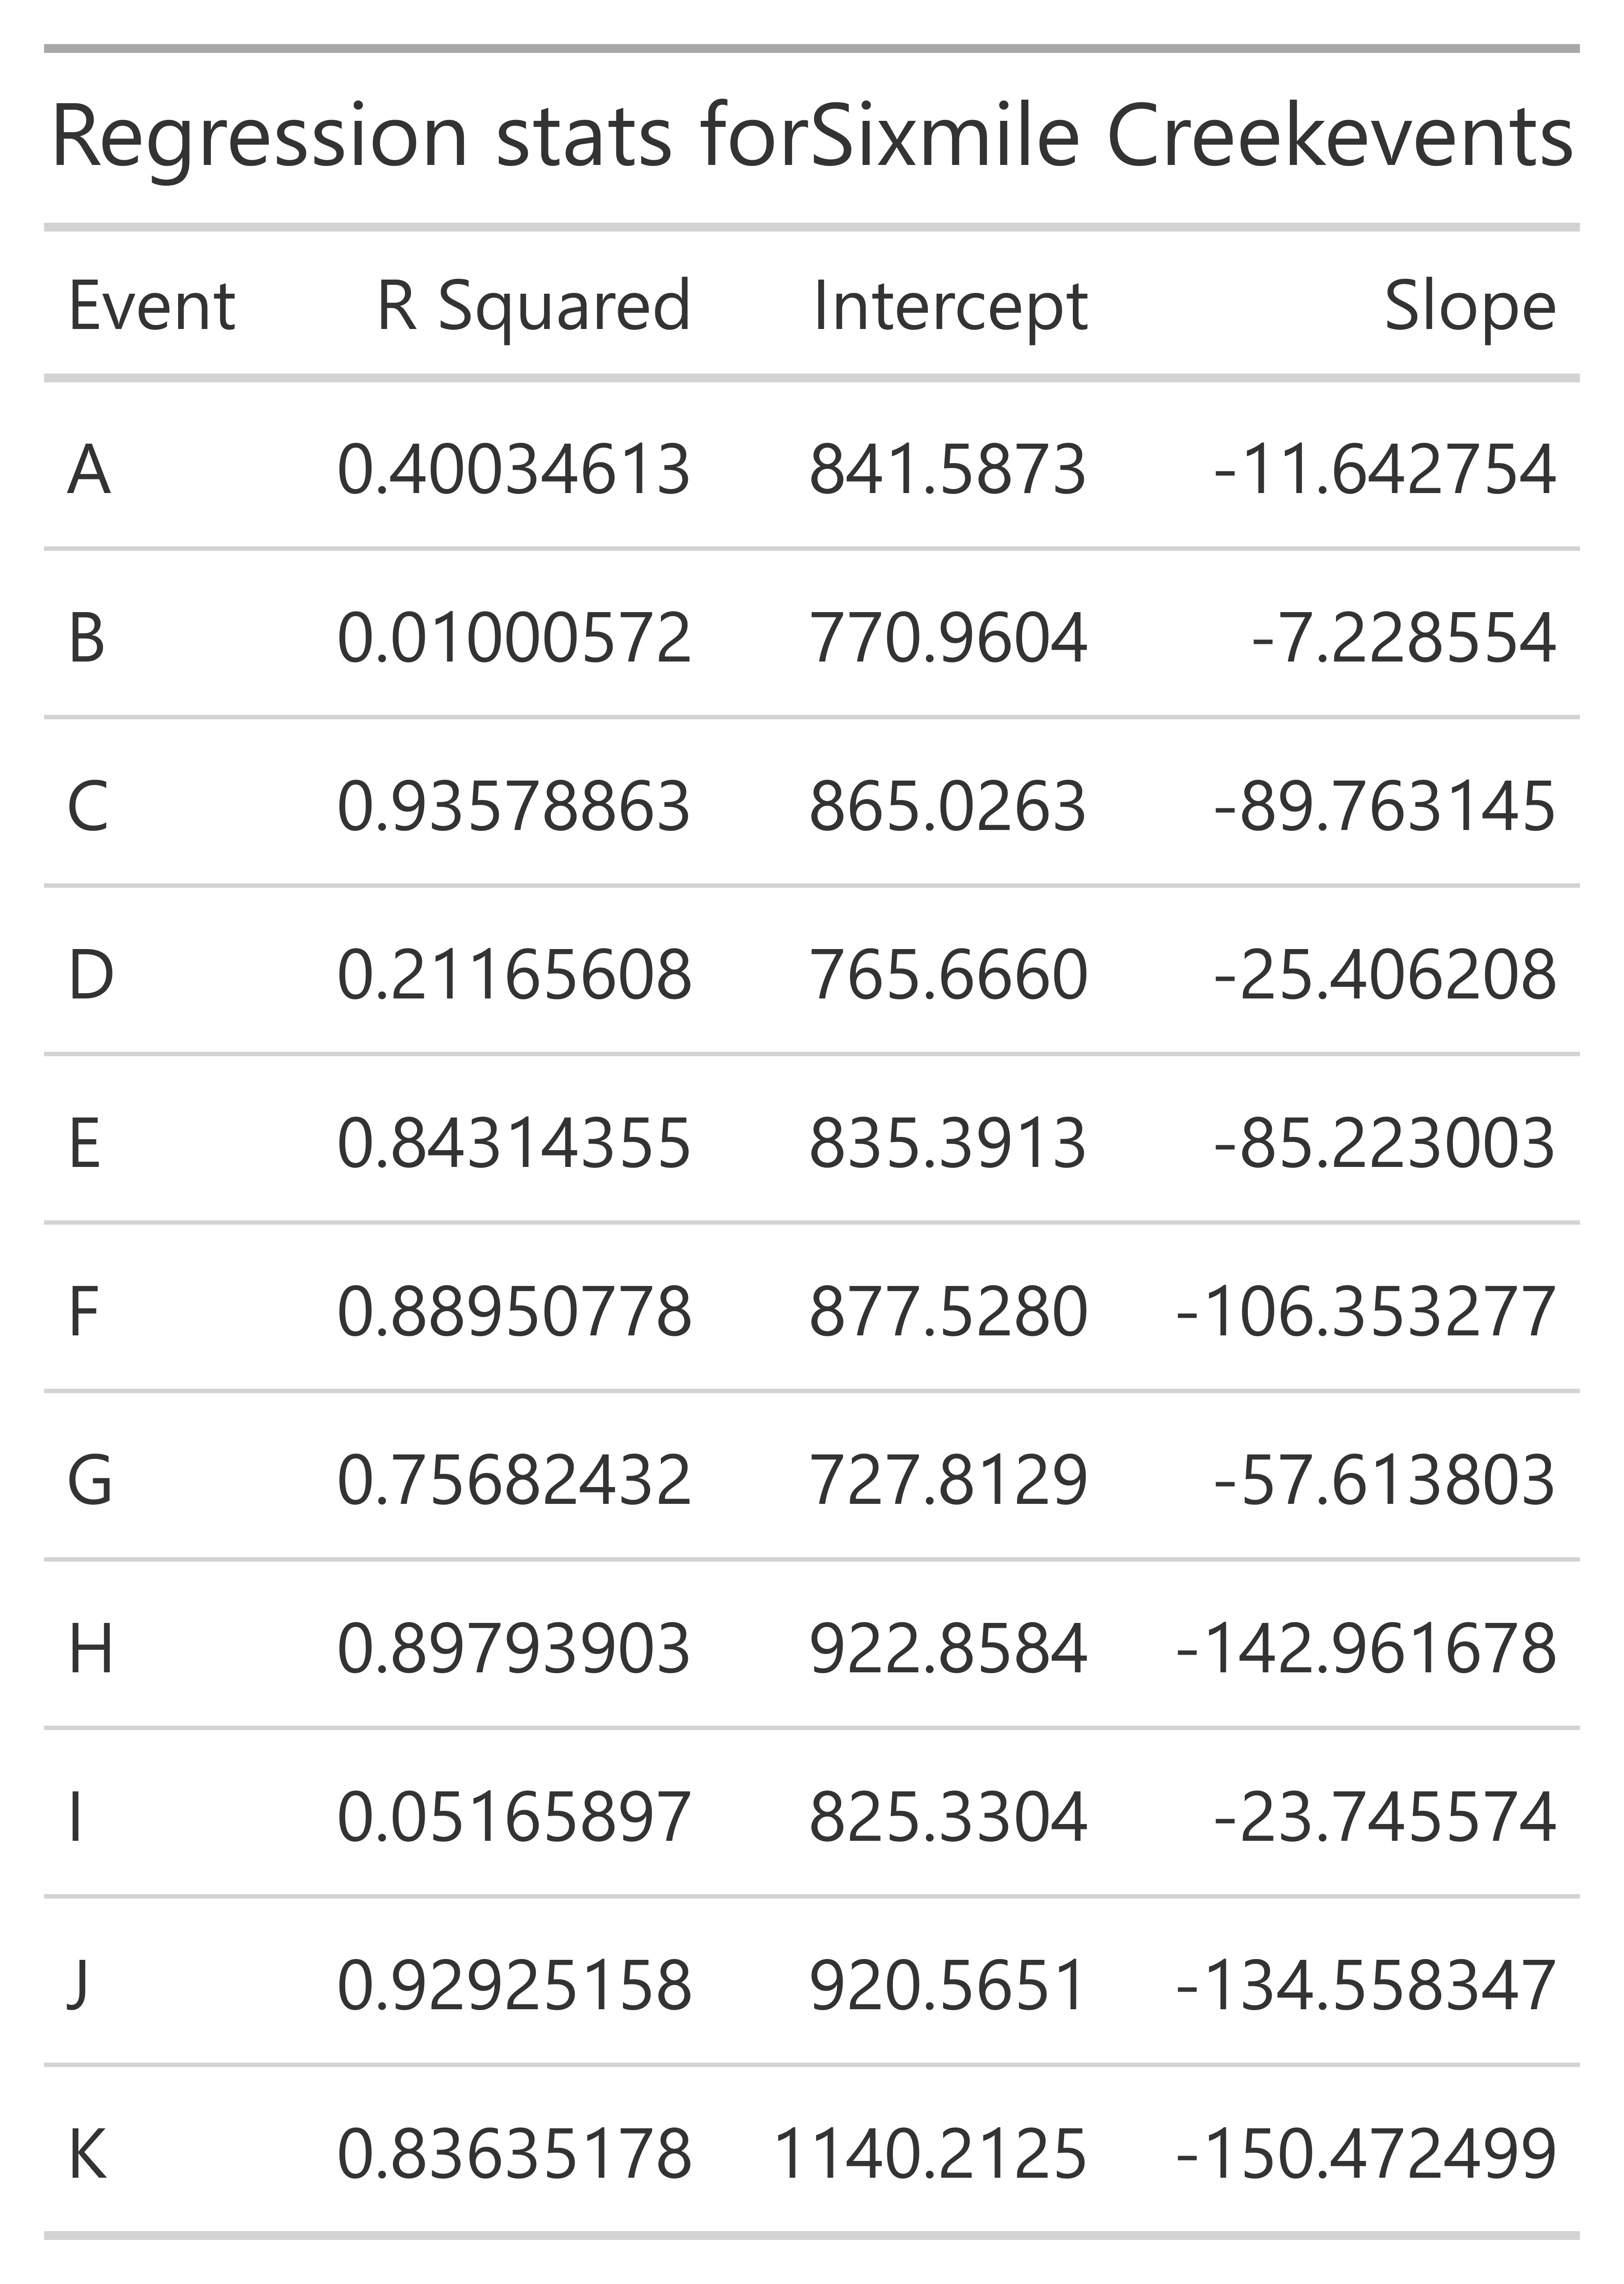 Regression stats forSixmile Creekevents
Event R Squared Intercept Slope
A 0.40034613 841.5873 -11.642754
B 0.01000572 770.9604 -7.228554
C 0.93578863 865.0263 -89.763145
D 0.21165608 765.6660 -25.406208
E 0.84314355 835.3913 -85.223003
F 0.88950778 877.5280 -106.353277
G 0.75682432 727.8129 -57.613803
H 0.89793903 922.8584 -142.961678
I 0.05165897 825.3304 -23.745574
J 0.92925158 920.5651 -134.558347
K 0.83635178 1140.2125 -150.472499